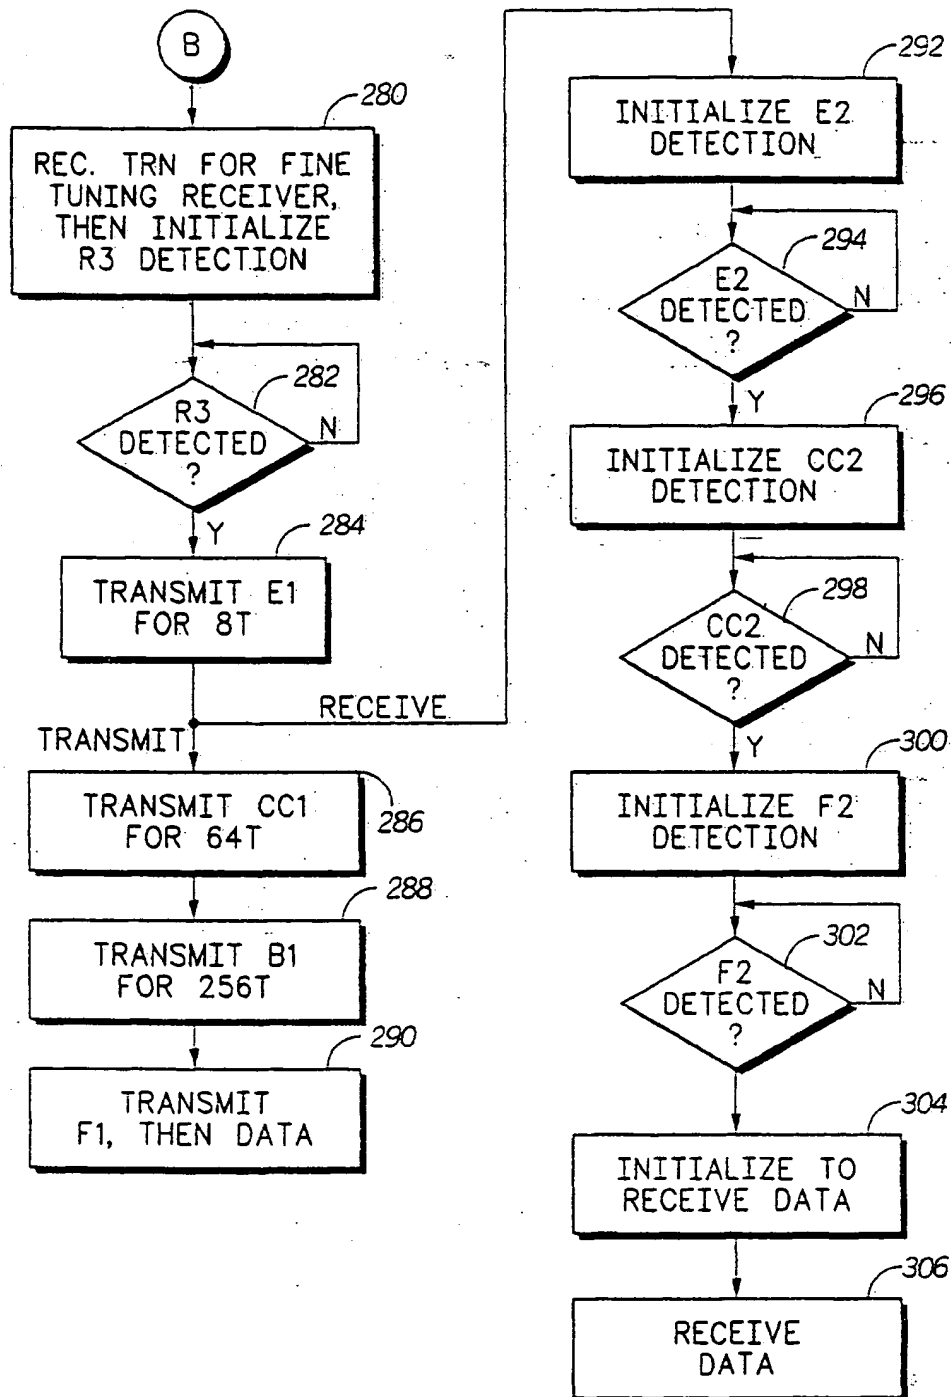 B
280
REC. TRN FOR FINE
TUNING RECEIVER,
THEN INITIALIZE
R3 DETECTION
282
R3
DETECTED
?
N
Y
284
TRANSMIT E1
FOR 8T
RECEIVE
TRANSMIT
TRANSMIT CC1
FOR 64T
286
288
TRANSMIT B1
FOR 256T
290
TRANSMIT
F1, THEN DATA
292
INITIALIZE E2
DETECTION
294
E2
DETECTED
?
N
Y
296
INITIALIZE CC2
DETECTION
298
CC2
DETECTED
?
N
Y
300
INITIALIZE F2
DETECTION
302
F2
DETECTED
?
N
304
INITIALIZE TO
RECEIVE DATA
306
RECEIVE
DATA